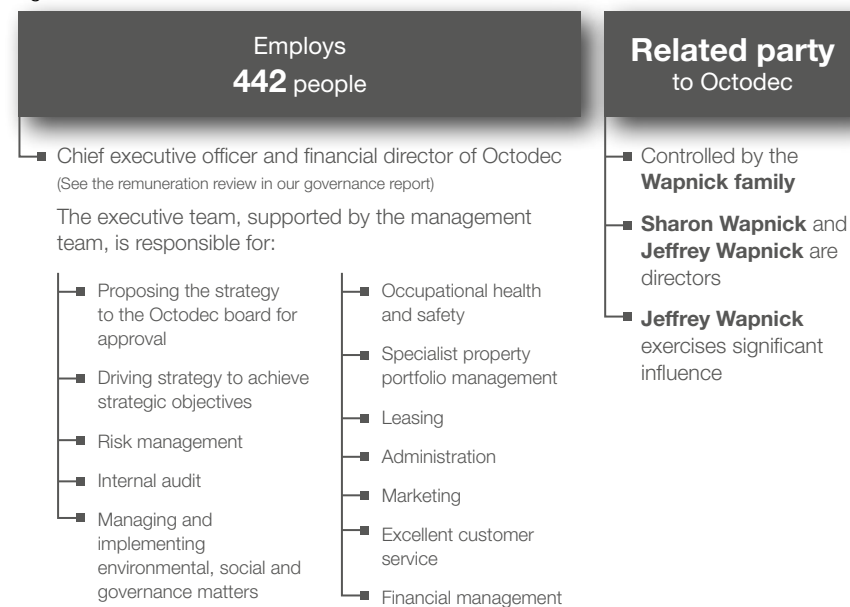 Employs
442 people
Chief executive officer and financial director of Octodec
(See the remuneration review in our governance report)
The executive team, supported by the management
team, is responsible for:
Proposing the strategy
to the Octodec board for
approval
Driving strategy to achieve
strategic objectives
Risk management
Internal audit
Managing and
implementing
environmental, social and
governance matters
Occupational health
and safety
Specialist property
portfolio management
Leasing
Administration
Marketing
Excellent customer
service
Financial management
Related party
to Octodec
Controlled by the
Wapnick family
Sharon Wapnick and
Jeffrey Wapnick are
directors
Jeffrey Wapnick
exercises significant
influence